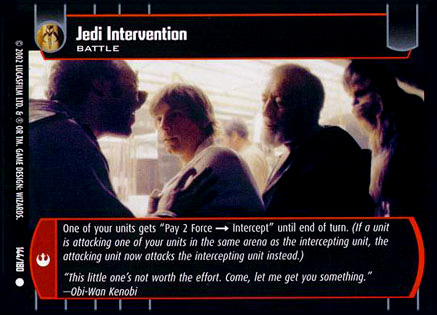 Jedi Intervention
BATTLE
© 2002 LUCASFILM LTD. & ® OR TM. GAME DESIGN: WIZARDS.
144/180
One of your units gets "Pay 2 Force → Intercept" until end of turn. (If a unit
is attacking one of your units in the same arena as the intercepting unit, the
attacking unit now attacks the intercepting unit instead.)
"This little one's not worth the effort. Come, let me get you something."
—Obi-Wan Kenobi